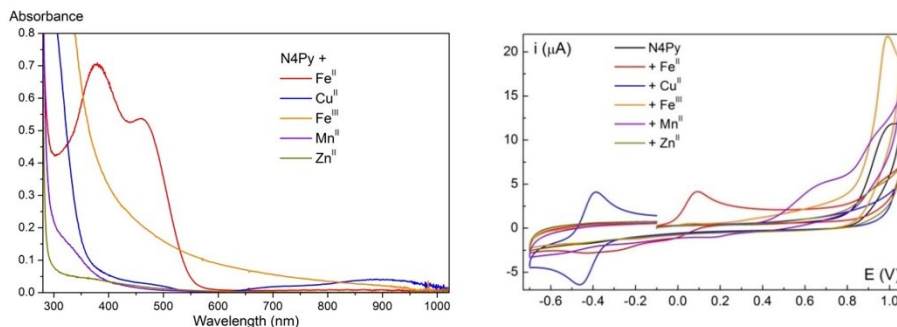 Absorbance
0.8
0.7
0.6
0.5
0.4
0.3
0.2
0.1
0.0
N4Py +
Fe^II
Cu^II
Fe^III
Mn^II
Zn^II
300 400 500 600 700 800 900 1000
Wavelength (nm)
i (μA)
20
15
10
5
0
-5
N4Py
+ Fe^II
+ Cu^II
+ Fe^III
+ Mn^II
+ Zn^II
E (V)
-0.6 -0.4 -0.2 0.0 0.2 0.4 0.6 0.8 1.0